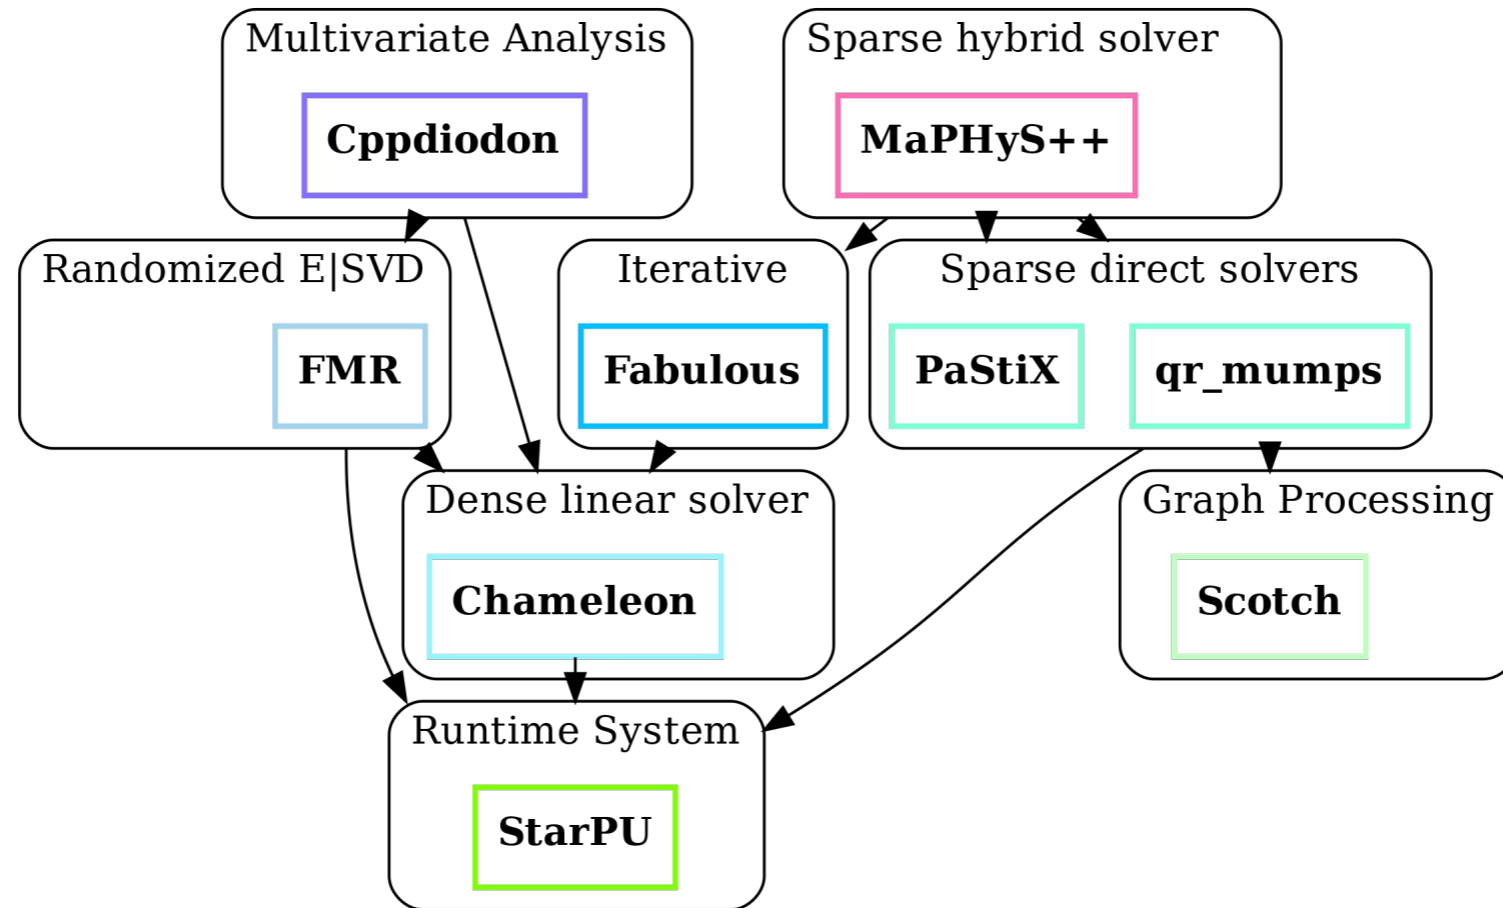 Multivariate Analysis
Cppdiodon
Sparse hybrid solver
MaPHyS++
Randomized E|SVD
FMR
Iterative
Fabulous
Sparse direct solvers
PaStiX
qr_mumps
Dense linear solver
Chameleon
Graph Processing
Scotch
Runtime System
StarPU